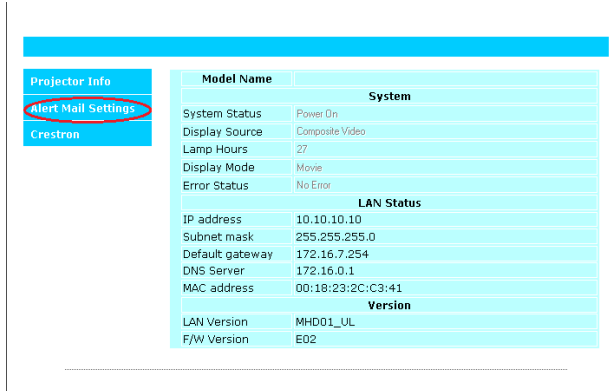 Projector Info
Alert Mail Settings
Crestron
Model Name
System
System Status Power On
Display Source Composite Video
Lamp Hours 27
Display Mode Movie
Error Status No Error
LAN Status
IP address 10.10.10.10
Subnet mask 255.255.255.0
Default gateway 172.16.7.254
DNS Server 172.16.0.1
MAC address 00:18:23:2C:C3:41
Version
LAN Version MHD01_UL
F/W Version E02